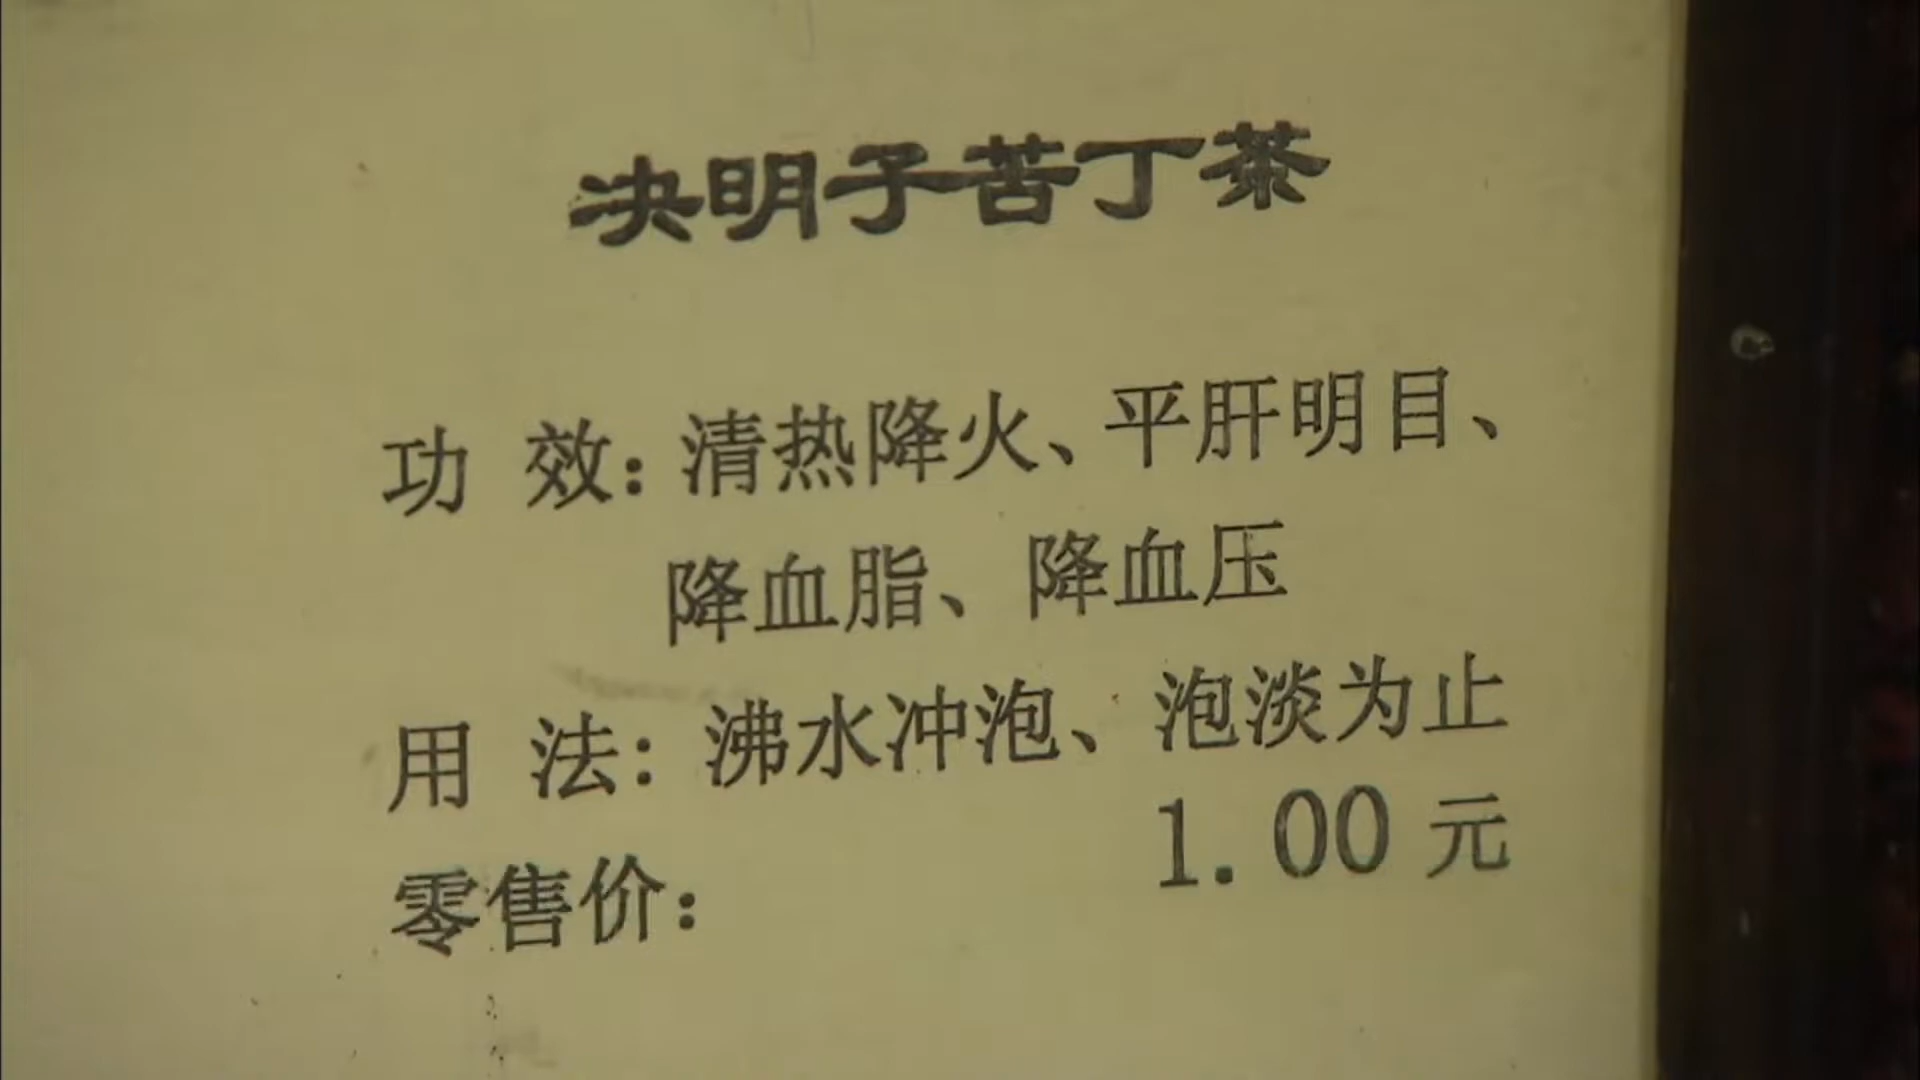 决明子苦丁茶
功 效：清热降火、平肝明目、
降血脂、降血压
用 法：沸水冲泡、泡淡为止
零售价： 1.00 元